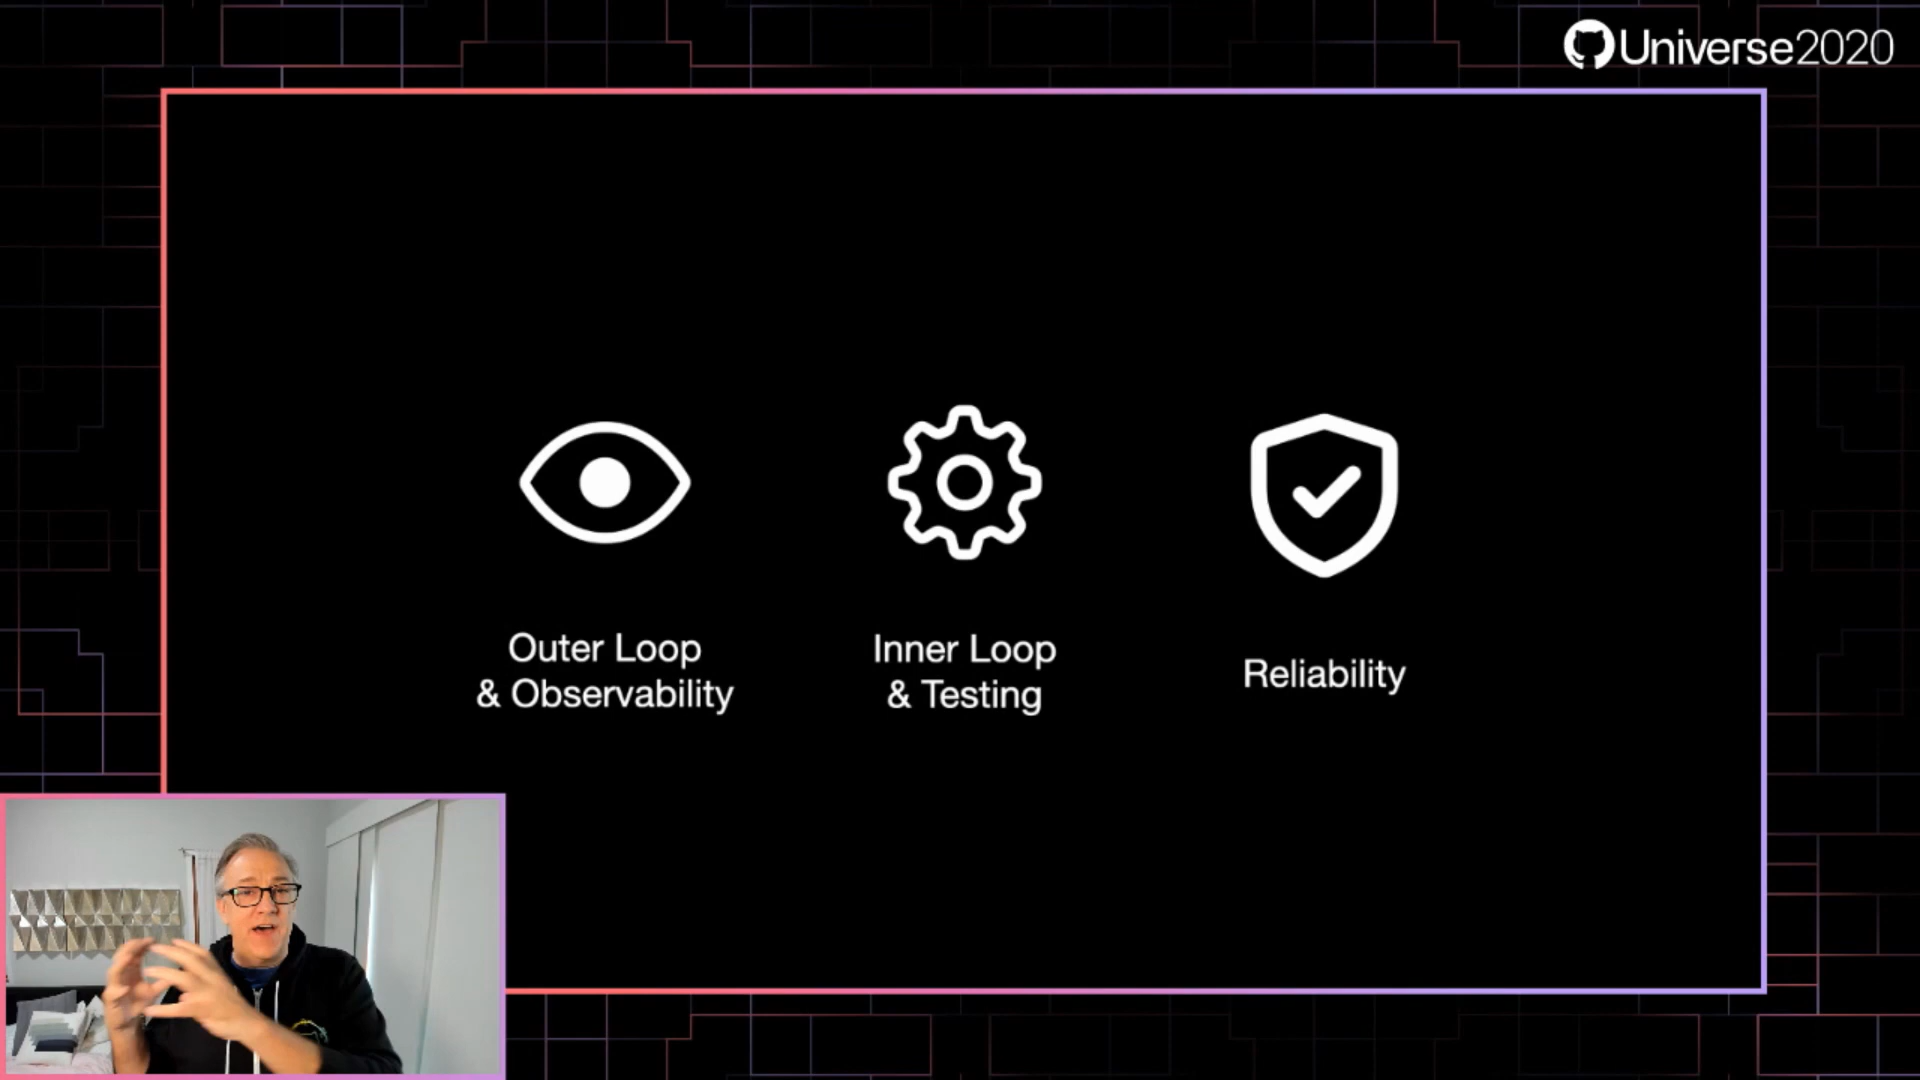 Universe2020
Outer Loop
& Observability
Inner Loop
& Testing
Reliability